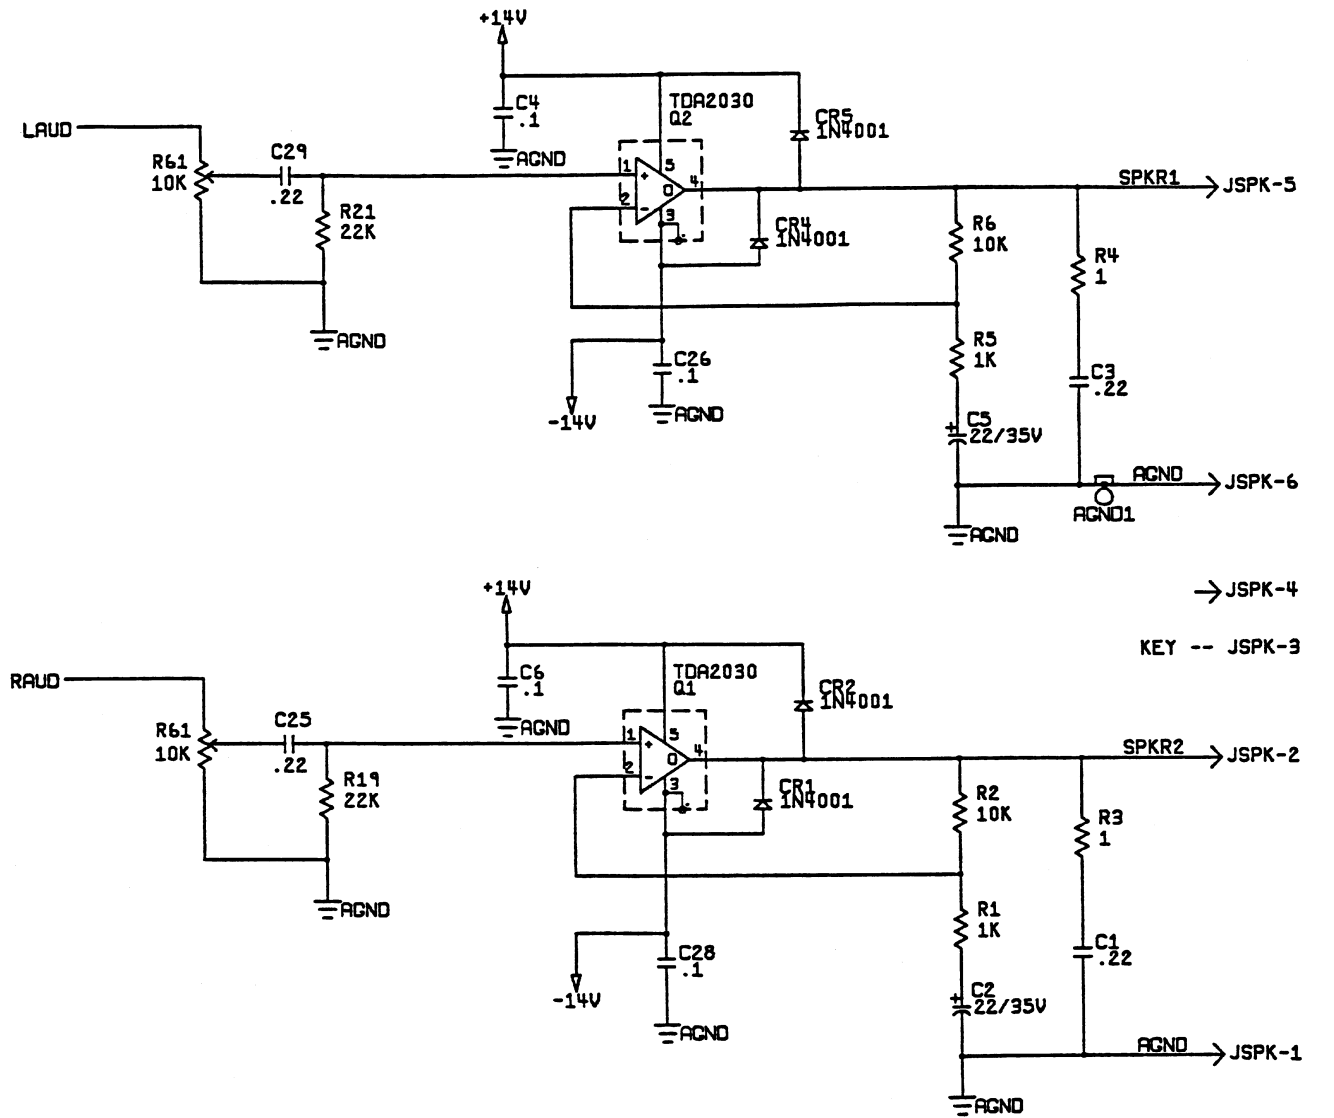 +14V
C4
.1
AGND
TDA2030
Q2
CR5
1N4001
LAUD
R61
10K
C29
.22
R21
22K
AGND
1
+
5
O
4
2
-
3
CR4
1N4001
SPKR1
JSPK-5
R6
10K
R4
1
R5
1K
C26
.1
AGND
-14V
C3
.22
+
C5
22/35V
AGND
JSPK-6
AGND1
AGND
JSPK-4
KEY -- JSPK-3
+14V
C6
.1
AGND
TDA2030
Q1
CR2
1N4001
RAUD
R61
10K
C25
.22
R19
22K
AGND
1
+
5
O
4
2
-
3
CR1
1N4001
SPKR2
JSPK-2
R2
10K
R3
1
R1
1K
C28
.1
AGND
-14V
C1
.22
+
C2
22/35V
AGND
JSPK-1
AGND